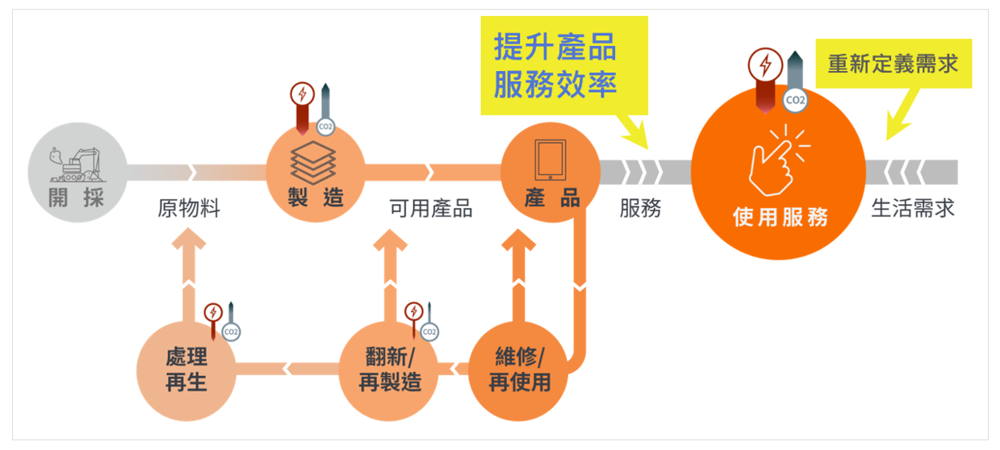 提升產品
服務效率
重新定義需求
CO2
CO2
開採
製造
產品
使用服務
原物料
可用產品
服務
生活需求
CO2
CO2
處理
再生
翻新/
再製造
維修/
再使用